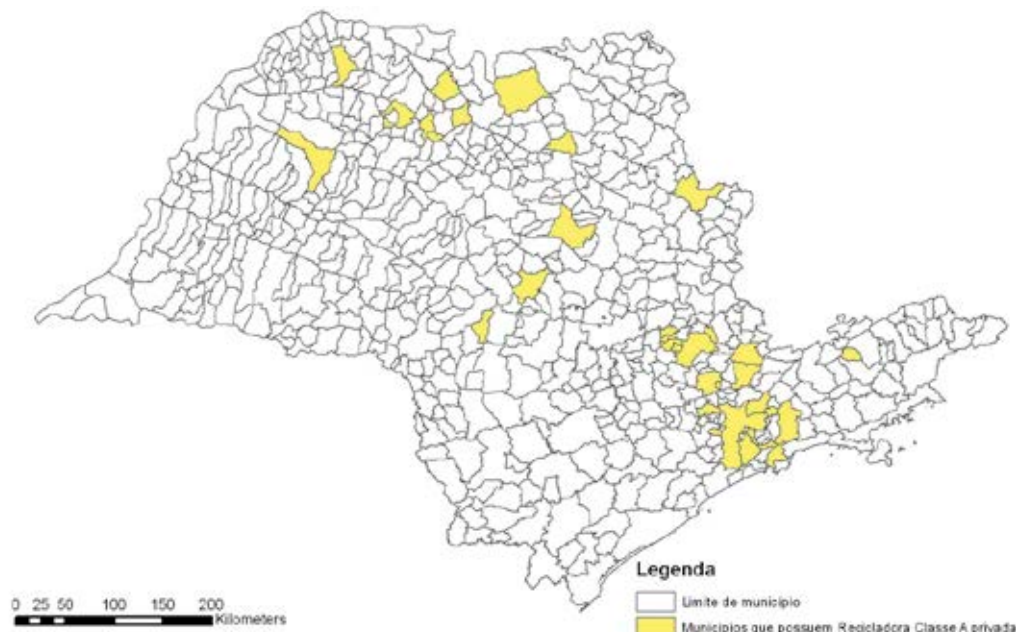 Legenda
0 25 50 100 150 200
Kilometers
Limite de município
Municípios que possuem Recicladora Classe A privada